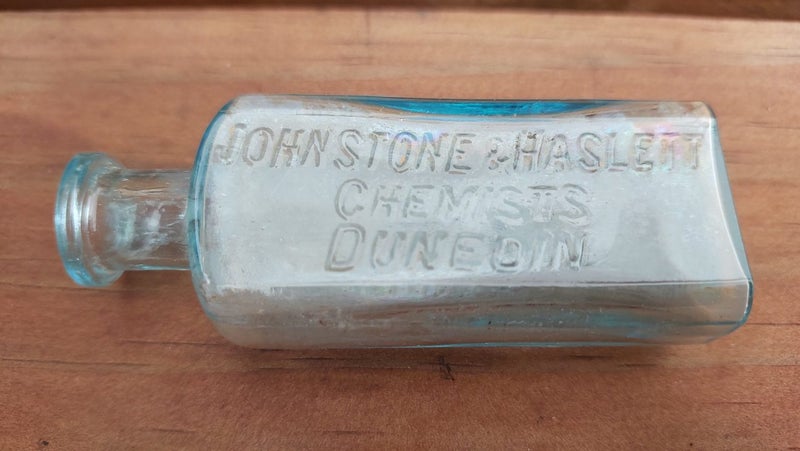 JOHNSTONE & HASLETT
CHEMISTS
DUNEDIN